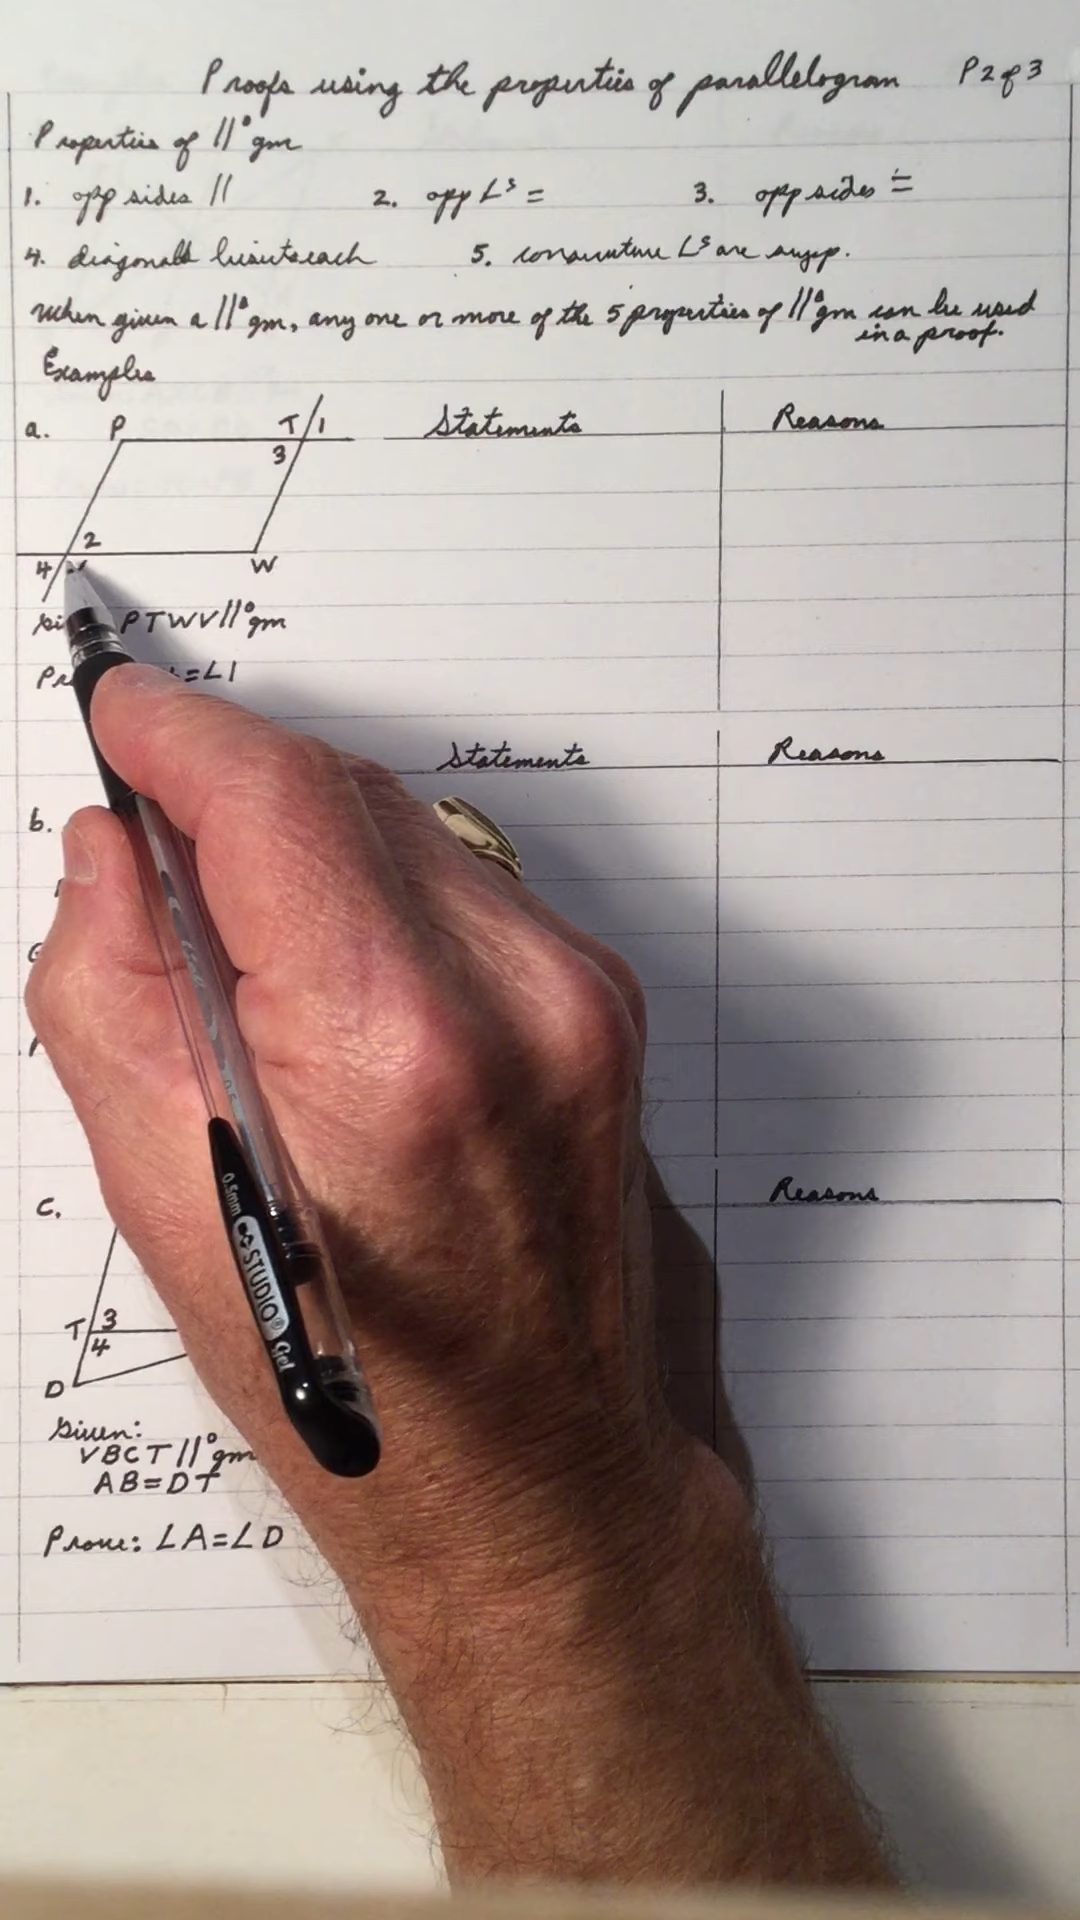 Proofs using the properties of parallelogram P 2 of 3
Properties of ||°gm
1. opp sides || 2. opp ∠s = 3. opp sides =
4. diagonals bisects each 5. consecutive ∠s are supp.
When given a ||°gm, any one or more of the 5 properties of ||°gm can be used
in a proof.
Examples
a. P T 1 Statements Reasons
3
2
4 W
PTWV ||°gm
=∠1
Statements Reasons
b.
C. Reasons
T 3
4
D
Given:
VBCT ||°gm
AB=DT
Prove: ∠A=∠D
0.5mm STUDIO® Gel